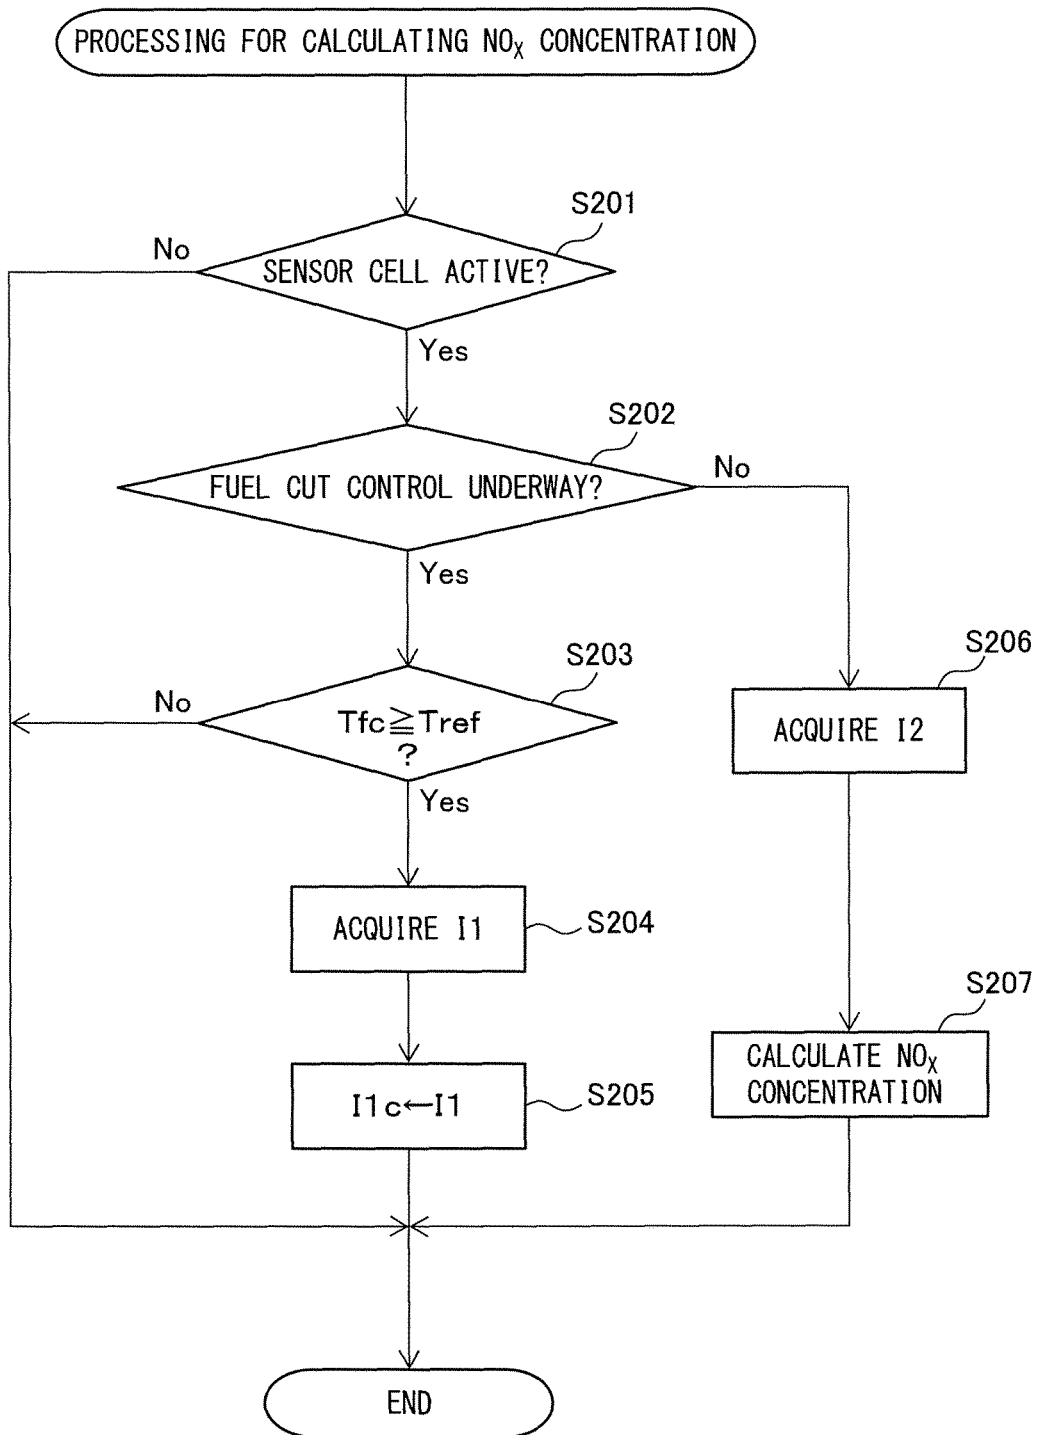 PROCESSING FOR CALCULATING NOX CONCENTRATION
S201
No
SENSOR CELL ACTIVE?
Yes
S202
No
FUEL CUT CONTROL UNDERWAY?
Yes
S203
No
Tfc≧Tref
?
Yes
S206
ACQUIRE I2
ACQUIRE I1
S204
S207
CALCULATE NOX
CONCENTRATION
I1c←I1
S205
END